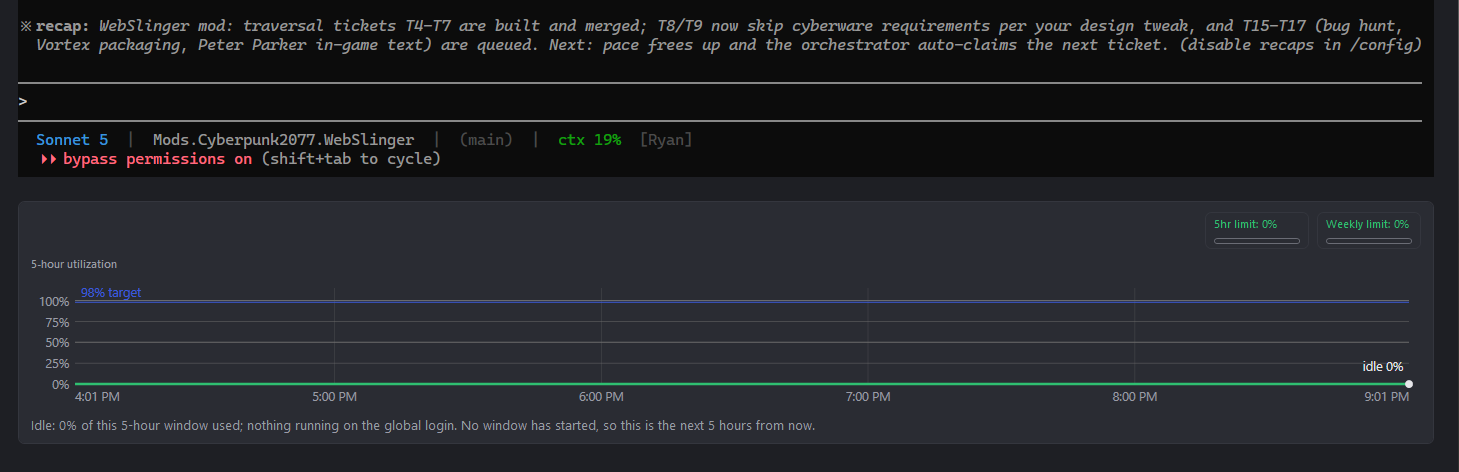 ※ recap: WebSlinger mod: traversal tickets T4–T7 are built and merged; T8/T9 now skip cyberware requirements per your design tweak, and T15–T17 (bug hunt,
Vortex packaging, Peter Parker in-game text) are queued. Next: pace frees up and the orchestrator auto-claims the next ticket. (disable recaps in /config)
>
Sonnet 5 | Mods.Cyberpunk2077.WebSlinger | (main) | ctx 19% [Ryan]
⏵⏵ bypass permissions on (shift+tab to cycle)
5hr limit: 0% Weekly limit: 0%
5-hour utilization
98% target
100%
75%
50%
25%
idle 0%
0%
4:01 PM 5:00 PM 6:00 PM 7:00 PM 8:00 PM 9:01 PM
Idle: 0% of this 5-hour window used; nothing running on the global login. No window has started, so this is the next 5 hours from now.